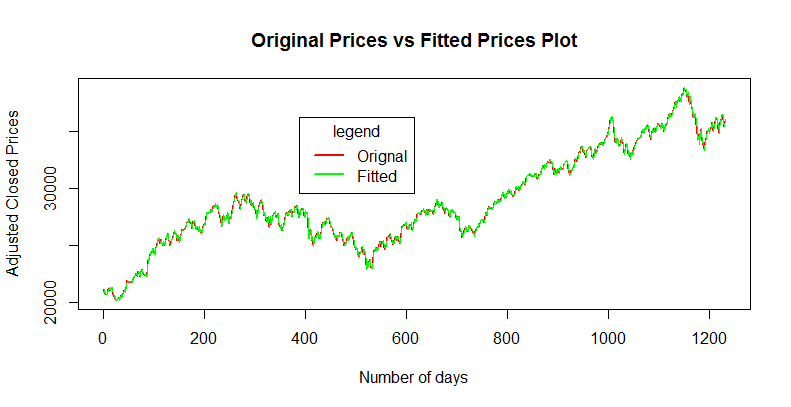 Original Prices vs Fitted Prices Plot
legend
Orignal
Fitted
Adjusted Closed Prices
30000
20000
0 200 400 600 800 1000 1200
Number of days